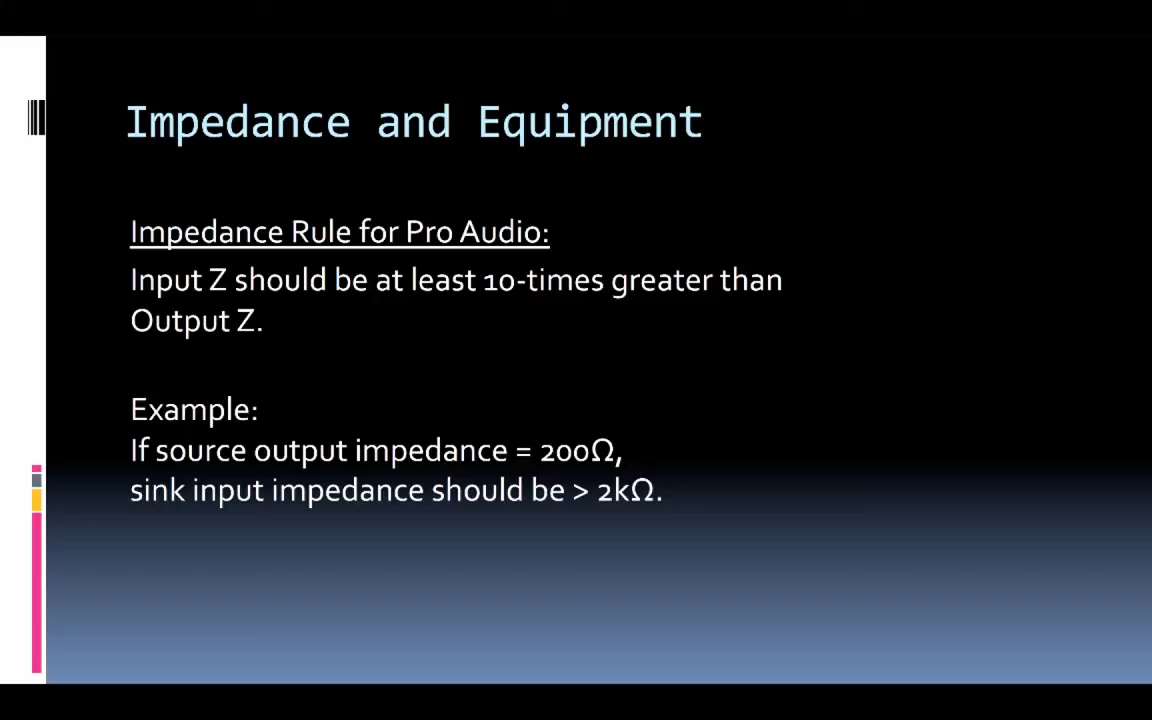 Impedance and Equipment
Impedance Rule for Pro Audio:
Input Z should be at least 10-times greater than
Output Z.
Example:
If source output impedance = 200Ω,
sink input impedance should be > 2kΩ.